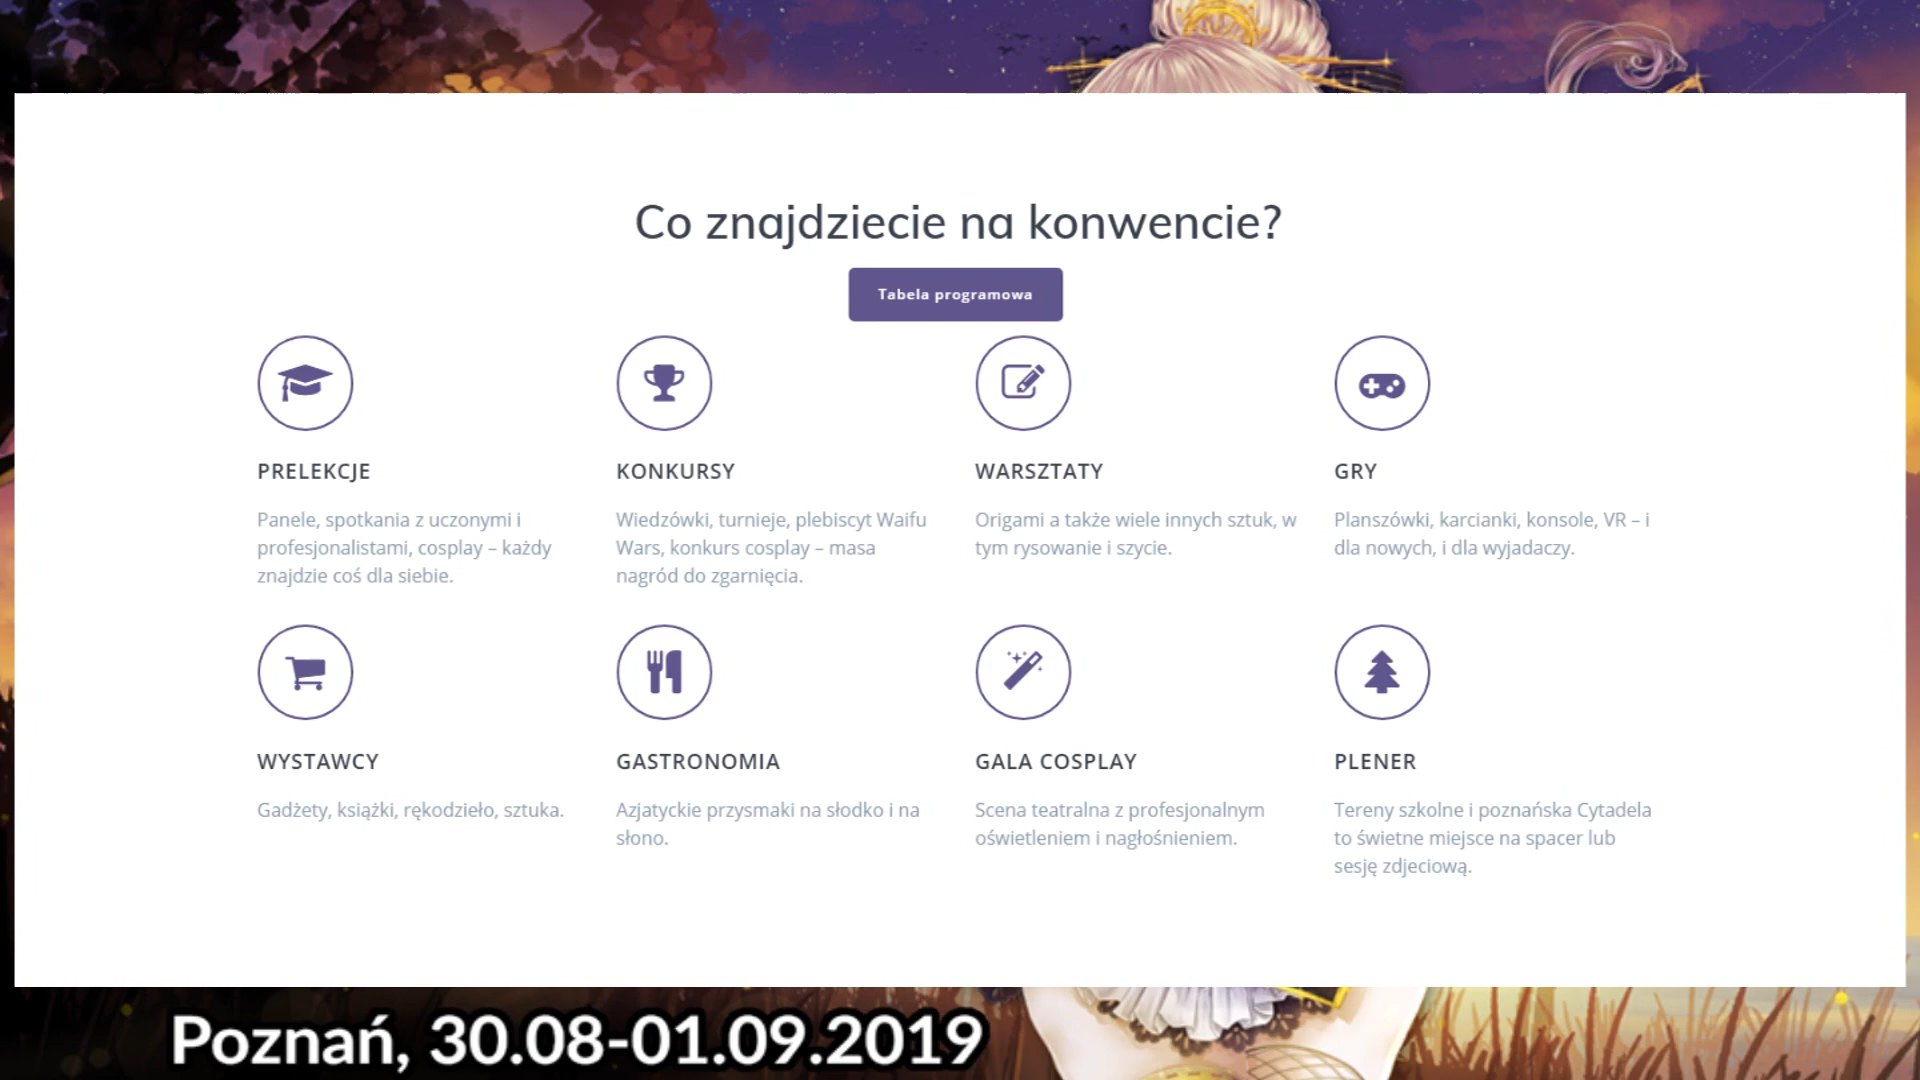 Co znajdziecie na konwencie?
Tabela programowa
PRELEKCJE
Panele, spotkania z uczonymi i
profesjonalistami, cosplay – każdy
znajdzie coś dla siebie.
KONKURSY
Wiedzówki, turnieje, plebiscyt Waifu
Wars, konkurs cosplay – masa
nagród do zgarnięcia.
WARSZTATY
Origami a także wiele innych sztuk, w
tym rysowanie i szycie.
GRY
Planszówki, karcianki, konsole, VR – i
dla nowych, i dla wyjadaczy.
WYSTAWCY
Gadżety, książki, rękodzieło, sztuka.
GASTRONOMIA
Azjatyckie przysmaki na słodko i na
słono.
GALA COSPLAY
Scena teatralna z profesjonalnym
oświetleniem i nagłośnieniem.
PLENER
Tereny szkolne i poznańska Cytadela
to świetne miejsce na spacer lub
sesję zdjeciową.
Poznań, 30.08-01.09.2019